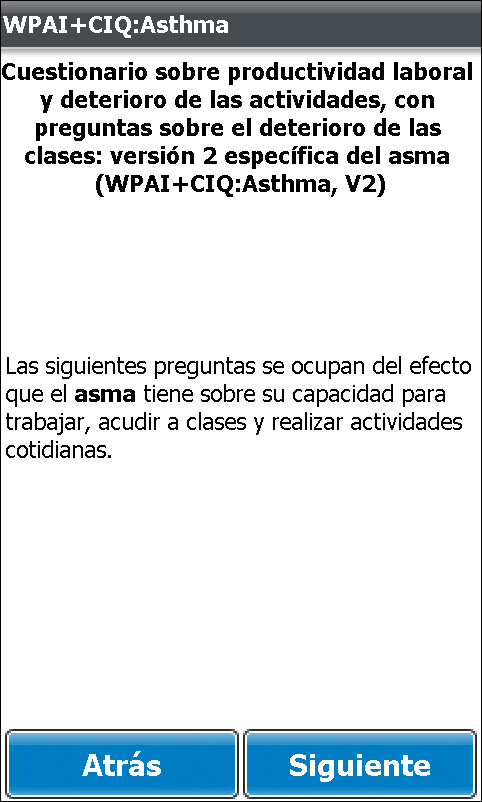 WPAI+CIQ:Asthma
Cuestionario sobre productividad laboral
y deterioro de las actividades, con
preguntas sobre el deterioro de las
clases: versión 2 específica del asma
(WPAI+CIQ:Asthma, V2)
Las siguientes preguntas se ocupan del efecto
que el asma tiene sobre su capacidad para
trabajar, acudir a clases y realizar actividades
cotidianas.
Atrás
Siguiente